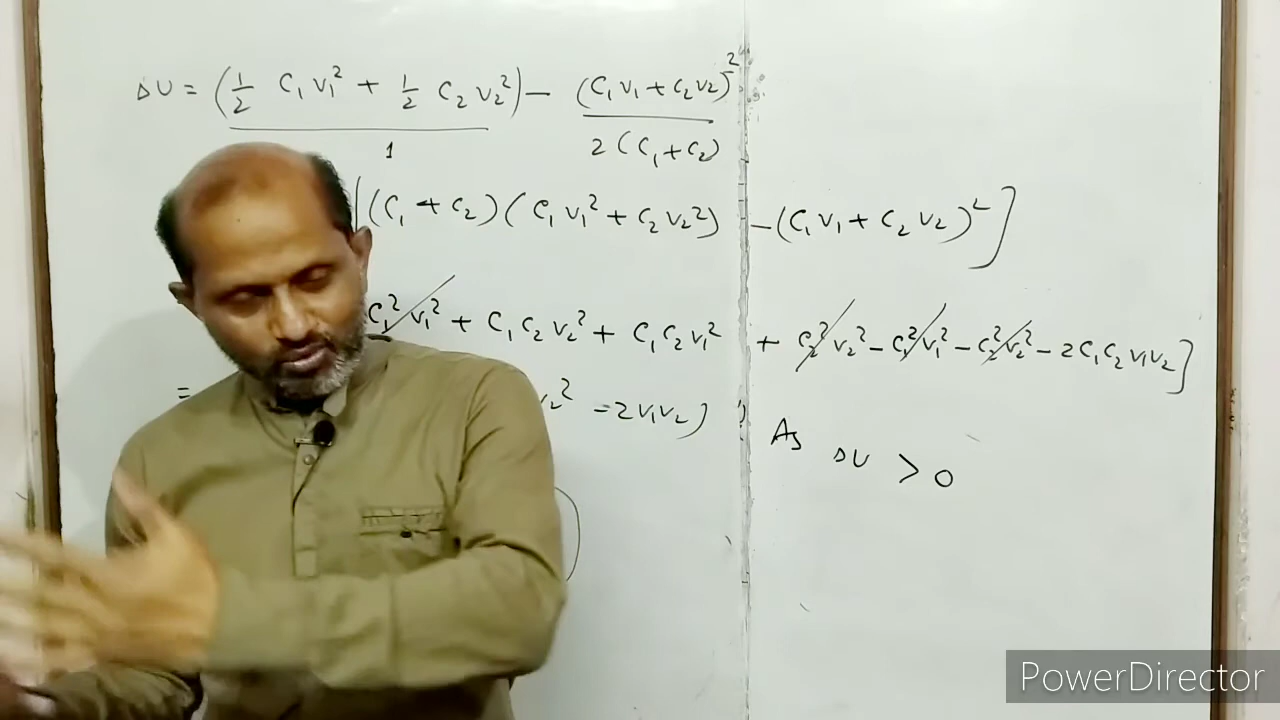 ΔU = (1/2 C₁V₁² + 1/2 C₂V₂²) − (C₁V₁ + C₂V₂)² / 2(C₁+C₂)
1
[(C₁ + C₂)(C₁V₁² + C₂V₂²) − (C₁V₁ + C₂V₂)²]
C₁²V₁² + C₁C₂V₂² + C₁C₂V₁² + C₂²V₂² − C₁²V₁² − C₂²V₂² − 2C₁C₂V₁V₂]
= V₂² − 2V₁V₂)
As ΔU > 0
PowerDirector